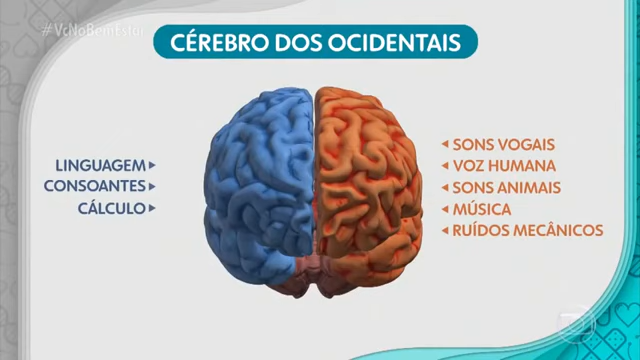 #VcNoBemEstar
CÉREBRO DOS OCIDENTAIS
LINGUAGEM
CONSOANTES
CÁLCULO
SONS VOGAIS
VOZ HUMANA
SONS ANIMAIS
MÚSICA
RUÍDOS MECÂNICOS